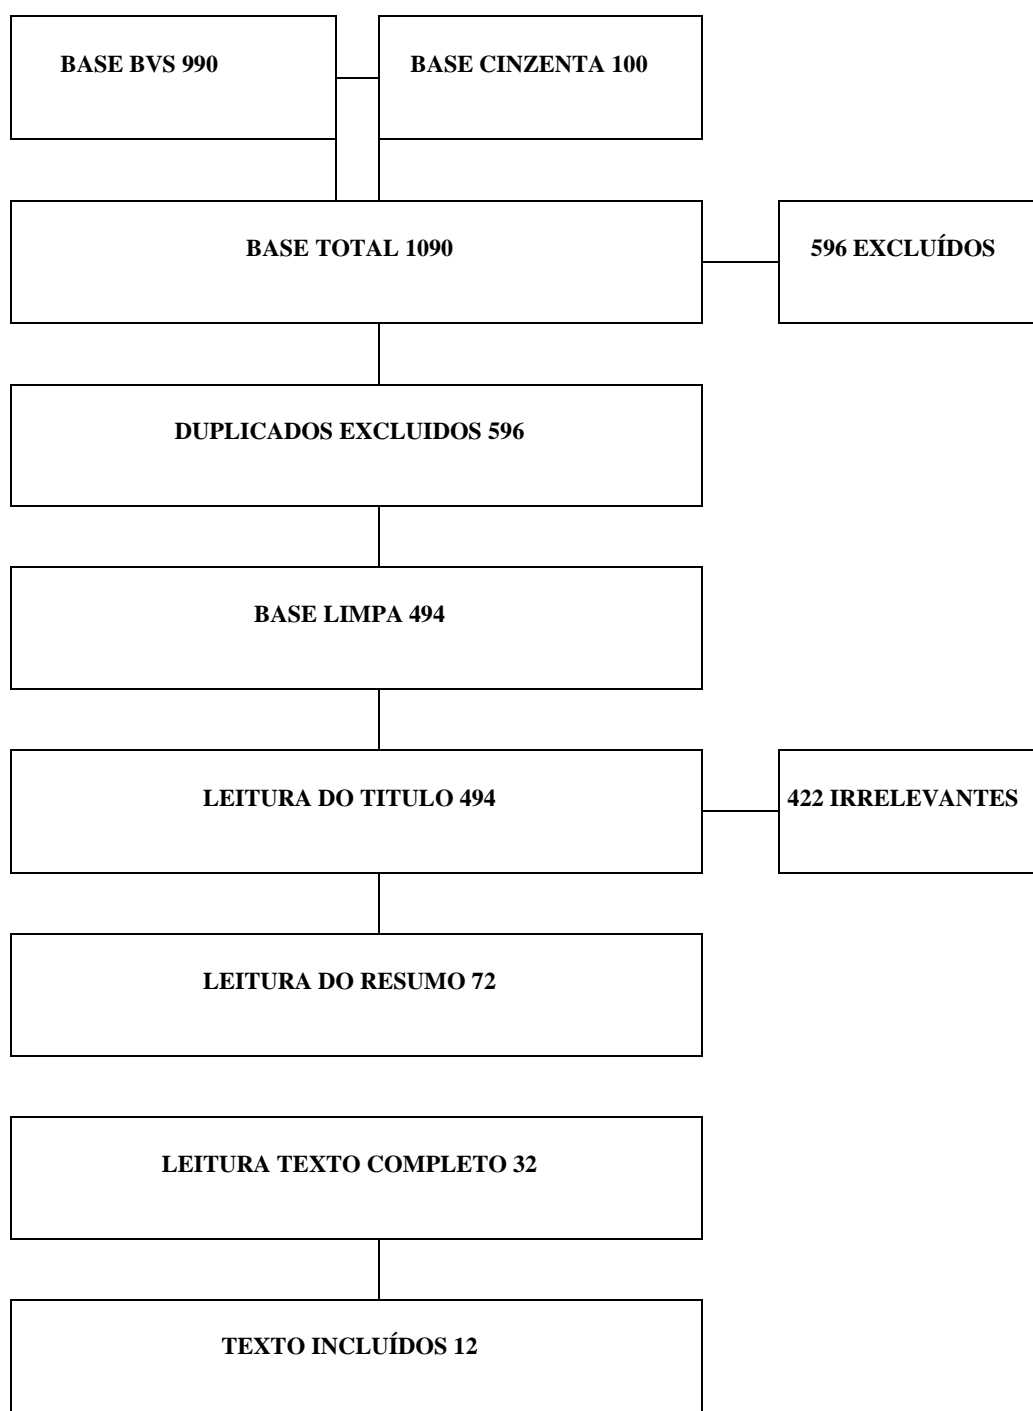 BASE BVS 990
BASE CINZENTA 100
BASE TOTAL 1090
596 EXCLUÍDOS
DUPLICADOS EXCLUIDOS 596
BASE LIMPA 494
LEITURA DO TITULO 494
422 IRRELEVANTES
LEITURA DO RESUMO 72
LEITURA TEXTO COMPLETO 32
TEXTO INCLUÍDOS 12